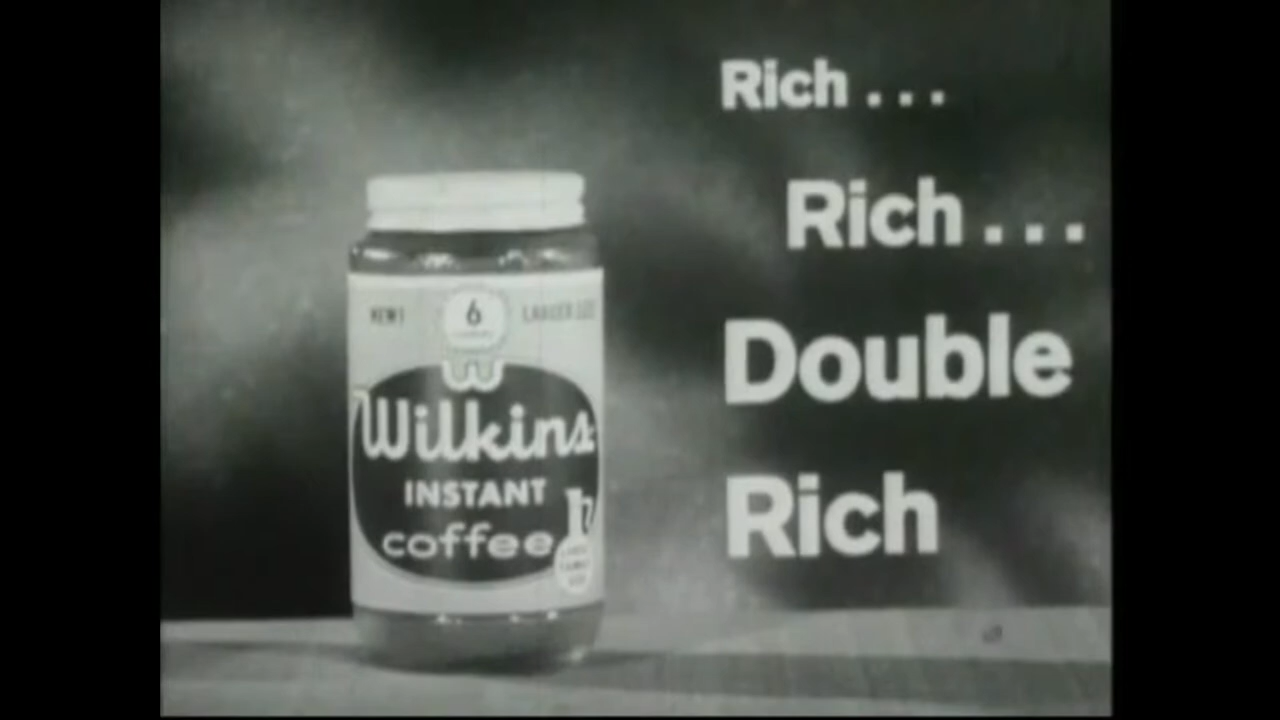 Rich...
Rich...
Double
Rich
NEW!
6
LARGER SIZE
Wilkins
INSTANT
coffee